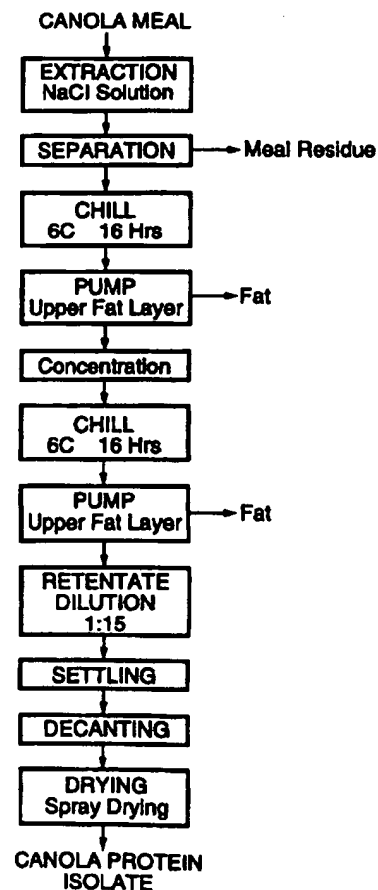 CANOLA MEAL
EXTRACTION
NaCl Solution
SEPARATION
Meal Residue
CHILL
6C 16 Hrs
PUMP
Upper Fat Layer
Fat
Concentration
CHILL
6C 16 Hrs
PUMP
Upper Fat Layer
Fat
RETENTATE
DILUTION
1:15
SETTLING
DECANTING
DRYING
Spray Drying
CANOLA PROTEIN
ISOLATE